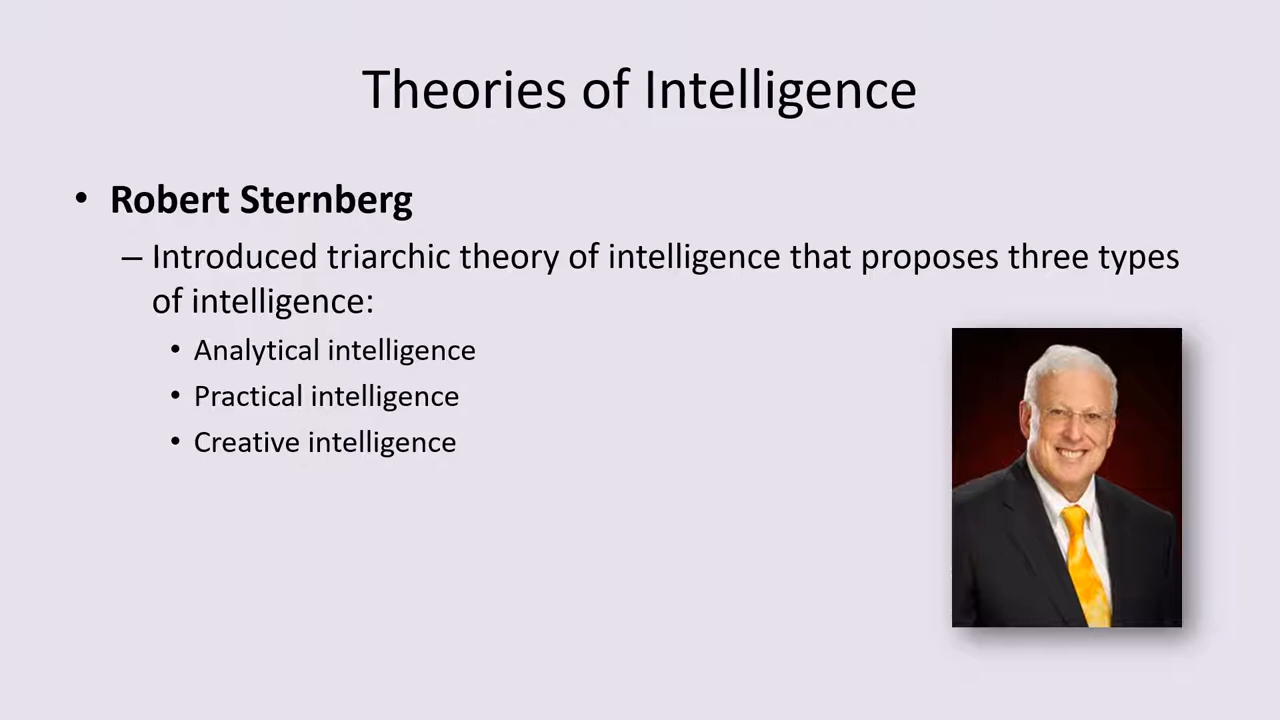 Theories of Intelligence
• Robert Sternberg
– Introduced triarchic theory of intelligence that proposes three types
of intelligence:
• Analytical intelligence
• Practical intelligence
• Creative intelligence